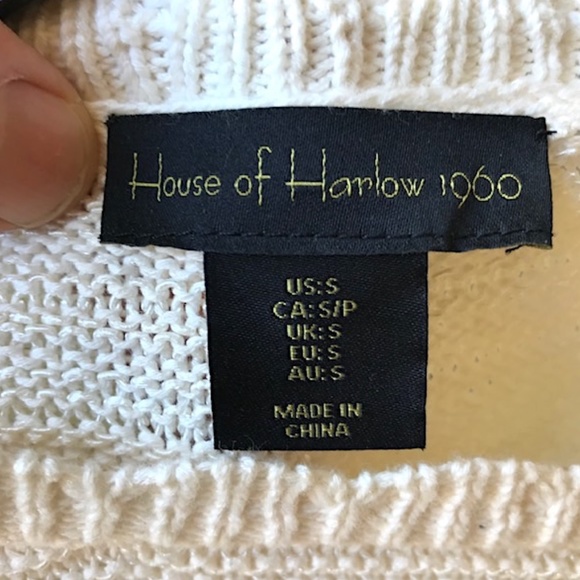 House of Harlow 1960
US:S
CA:S/P
UK:S
EU:S
AU:S
MADE IN
CHINA